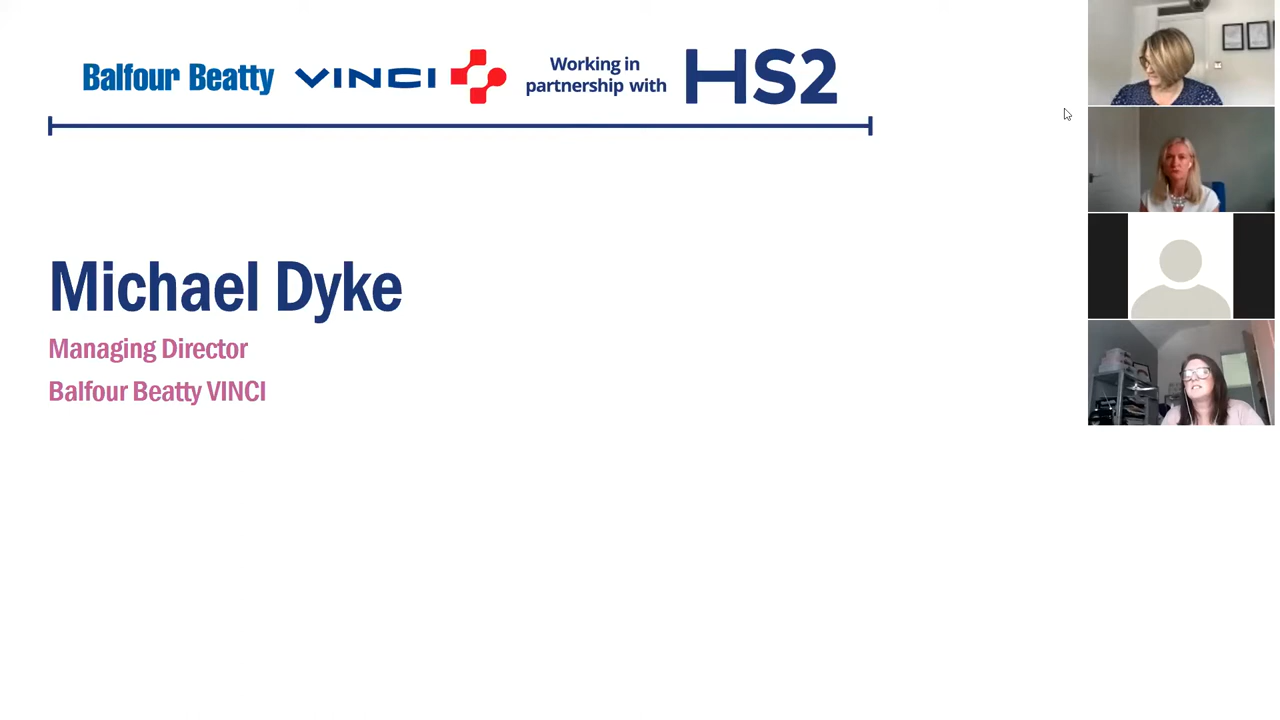 Balfour Beatty VINCI Working in partnership with HS2
Michael Dyke
Managing Director
Balfour Beatty VINCI